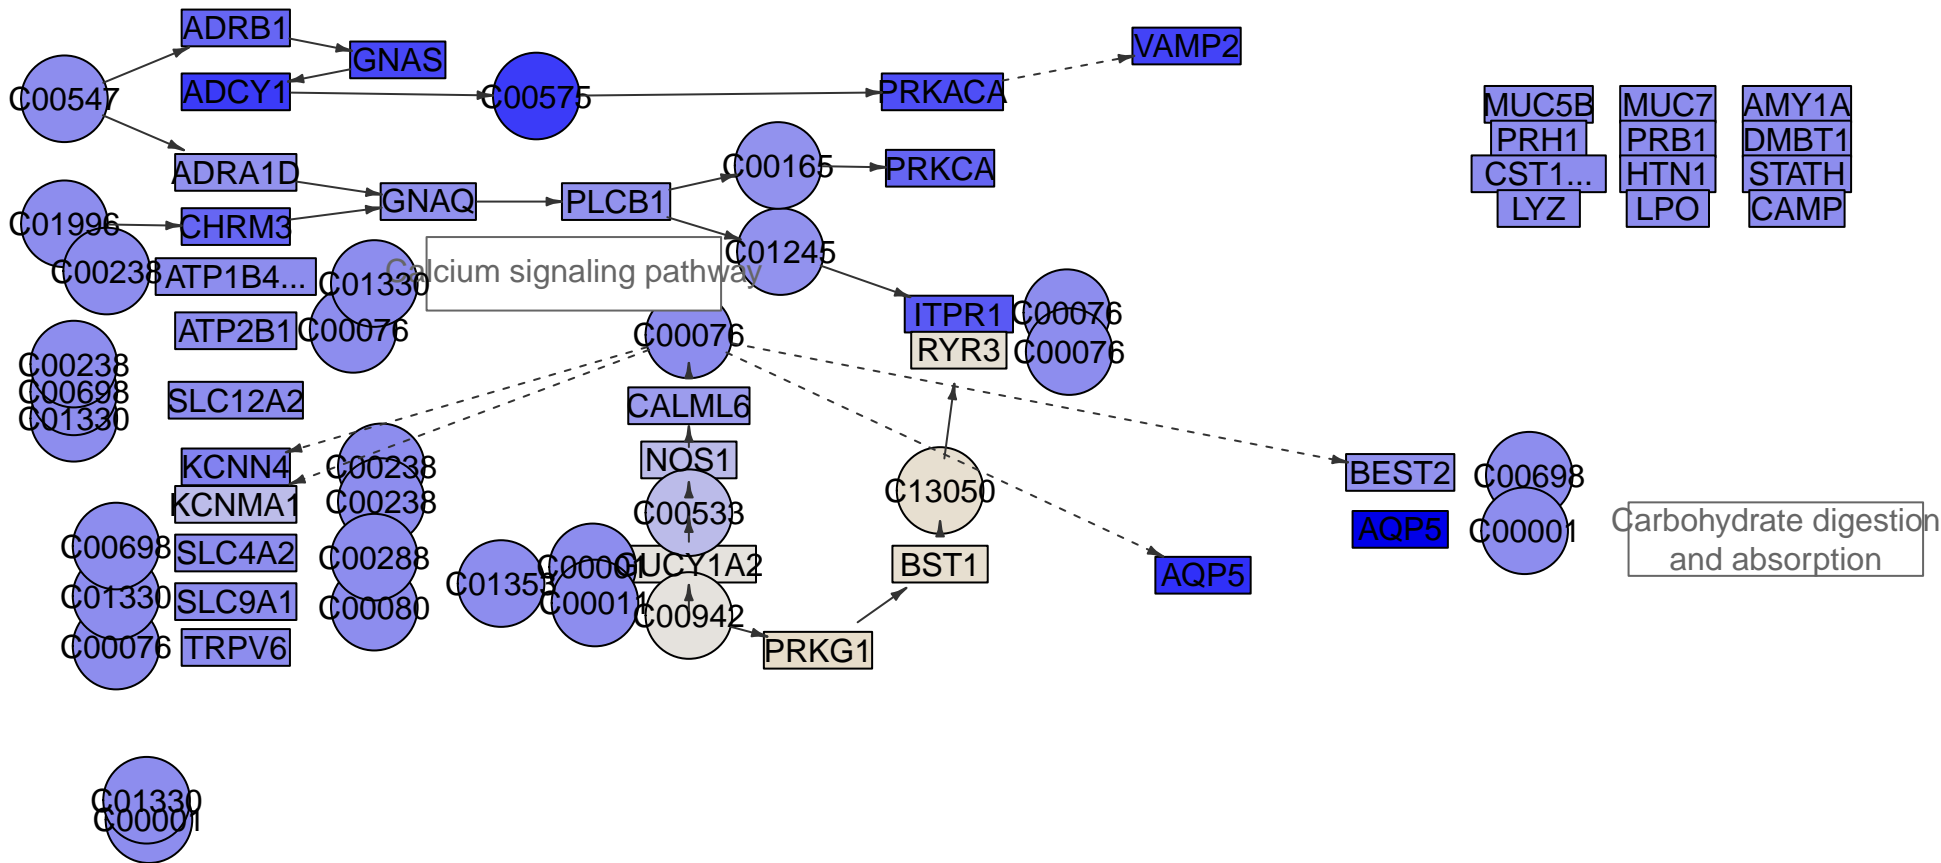 ADRB1
GNAS
VAMP2
C00547
ADCY1
C00575
PRKACA
MUC5B
MUC7
AMY1A
PRH1
PRB1
DMBT1
ADRA1D
C00165
PRKCA
CST1...
HTN1
STATH
GNAQ
PLCB1
LYZ
LPO
CAMP
C01996
CHRM3
C00238
ATP1B4...
C01330
Calcium signaling pathway
C01245
ATP2B1
C00076
C00076
ITPR1
C00076
RYR3
C00076
C00238
C00698
C01330
SLC12A2
CALML6
KCNN4
C00238
NOS1
C13050
BEST2
C00698
KCNMA1
C00238
C00533
AQP5
C00001
Carbohydrate digestion
and absorption
C00698
SLC4A2
C00288
C01353
C00001
GUCY1A2
BST1
AQP5
C01330
SLC9A1
C00080
C00011
C00942
C00076
TRPV6
PRKG1
C01330
C00001